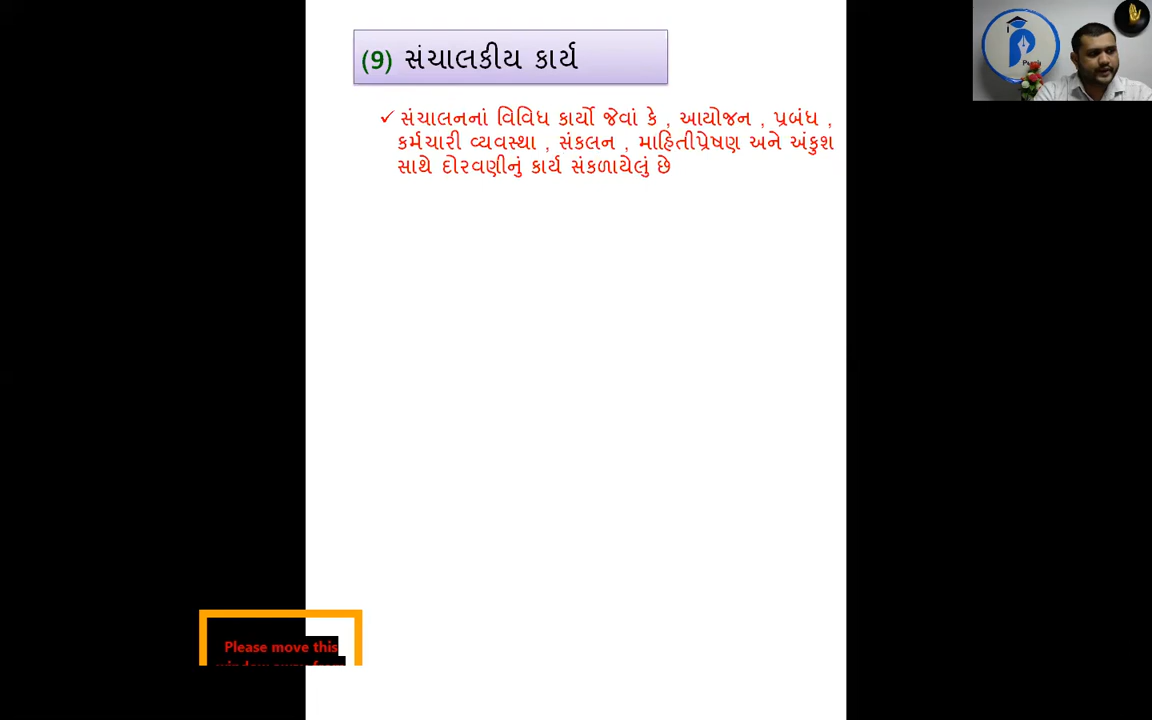 (9) સંચાલકીય કાર્ય
✓ સંચાલનનાં વિવિધ કાર્યો જેવાં કે , આયોજન , પ્રબંધ ,
કર્મચારી વ્યવસ્થા , સંકલન , માહિતીપ્રેષણ અને અંકુશ
સાથે દોરવણીનું કાર્ય સંકળાયેલું છે
Please move this